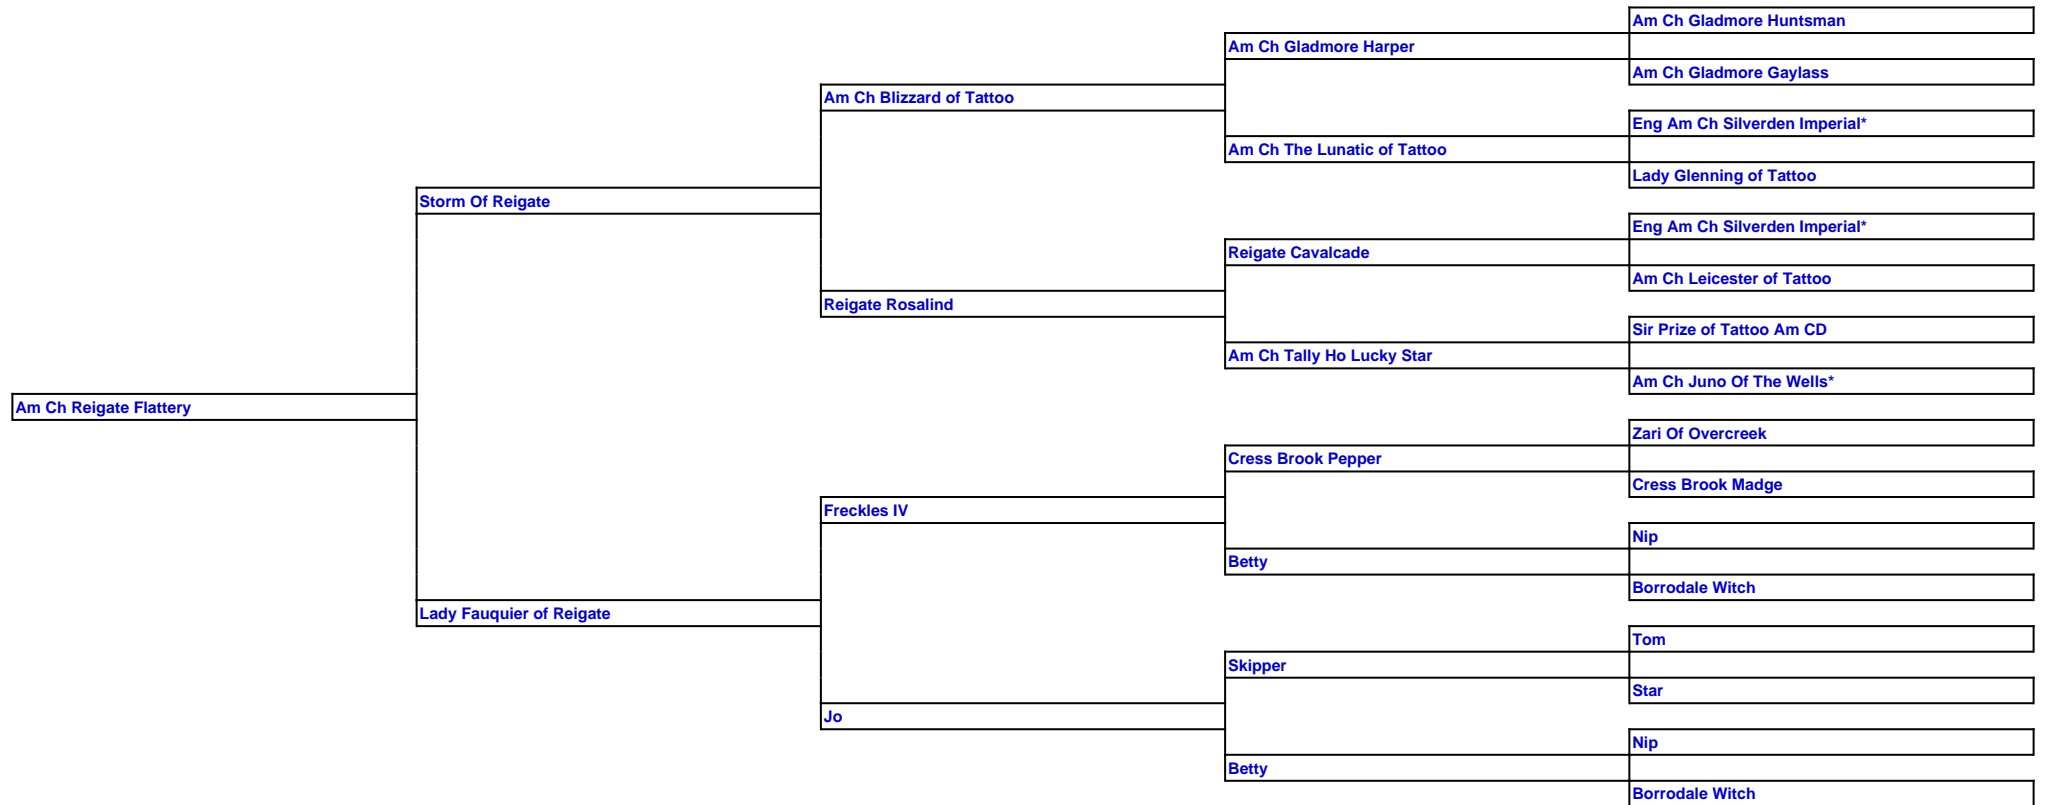 Am Ch Gladmore Huntsman
Am Ch Gladmore Harper
Am Ch Gladmore Gaylass
Am Ch Blizzard of Tattoo
Eng Am Ch Silverden Imperial*
Am Ch The Lunatic of Tattoo
Lady Glenning of Tattoo
Storm Of Reigate
Eng Am Ch Silverden Imperial*
Reigate Cavalcade
Am Ch Leicester of Tattoo
Reigate Rosalind
Sir Prize of Tattoo Am CD
Am Ch Tally Ho Lucky Star
Am Ch Juno Of The Wells*
Am Ch Reigate Flattery
Zari Of Overcreek
Cress Brook Pepper
Cress Brook Madge
Freckles IV
Nip
Betty
Borrodale Witch
Lady Fauquier of Reigate
Tom
Skipper
Star
Jo
Nip
Betty
Borrodale Witch